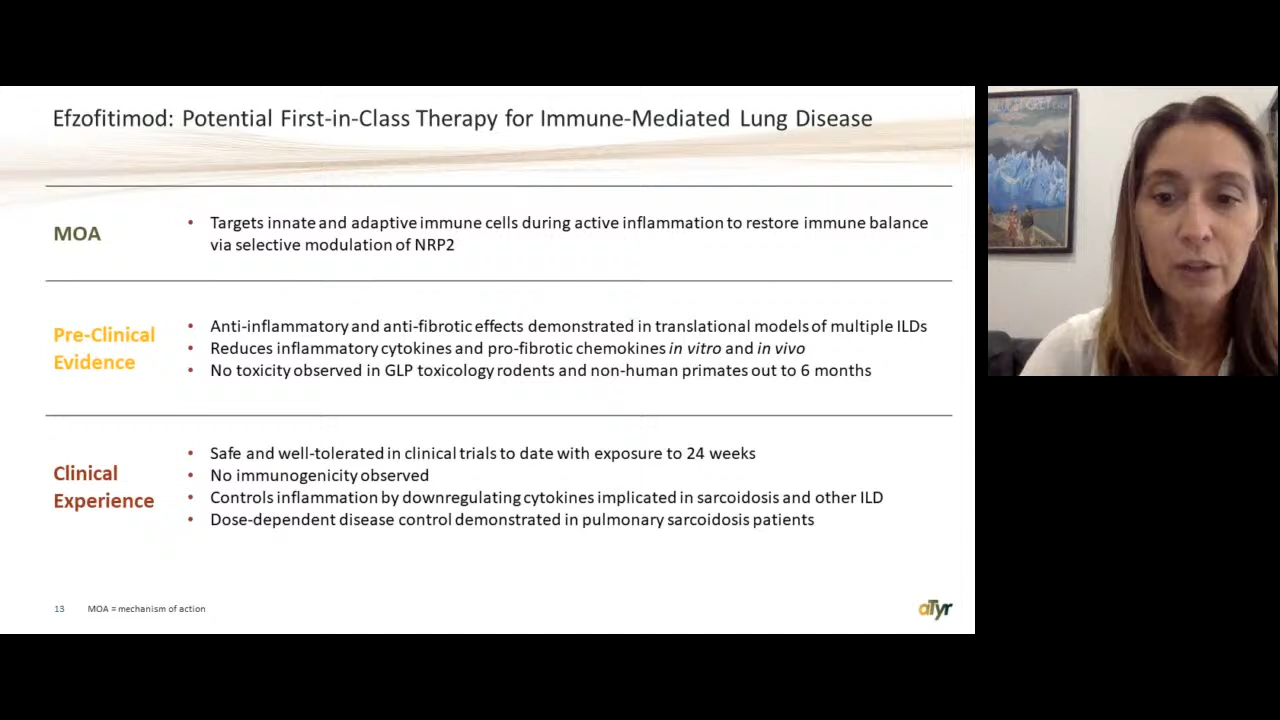 Efzofitimod: Potential First-in-Class Therapy for Immune-Mediated Lung Disease
MOA
• Targets innate and adaptive immune cells during active inflammation to restore immune balance
via selective modulation of NRP2
Pre-Clinical
Evidence
• Anti-inflammatory and anti-fibrotic effects demonstrated in translational models of multiple ILDs
• Reduces inflammatory cytokines and pro-fibrotic chemokines in vitro and in vivo
• No toxicity observed in GLP toxicology rodents and non-human primates out to 6 months
Clinical
Experience
• Safe and well-tolerated in clinical trials to date with exposure to 24 weeks
• No immunogenicity observed
• Controls inflammation by downregulating cytokines implicated in sarcoidosis and other ILD
• Dose-dependent disease control demonstrated in pulmonary sarcoidosis patients
13 MOA = mechanism of action
aTyr